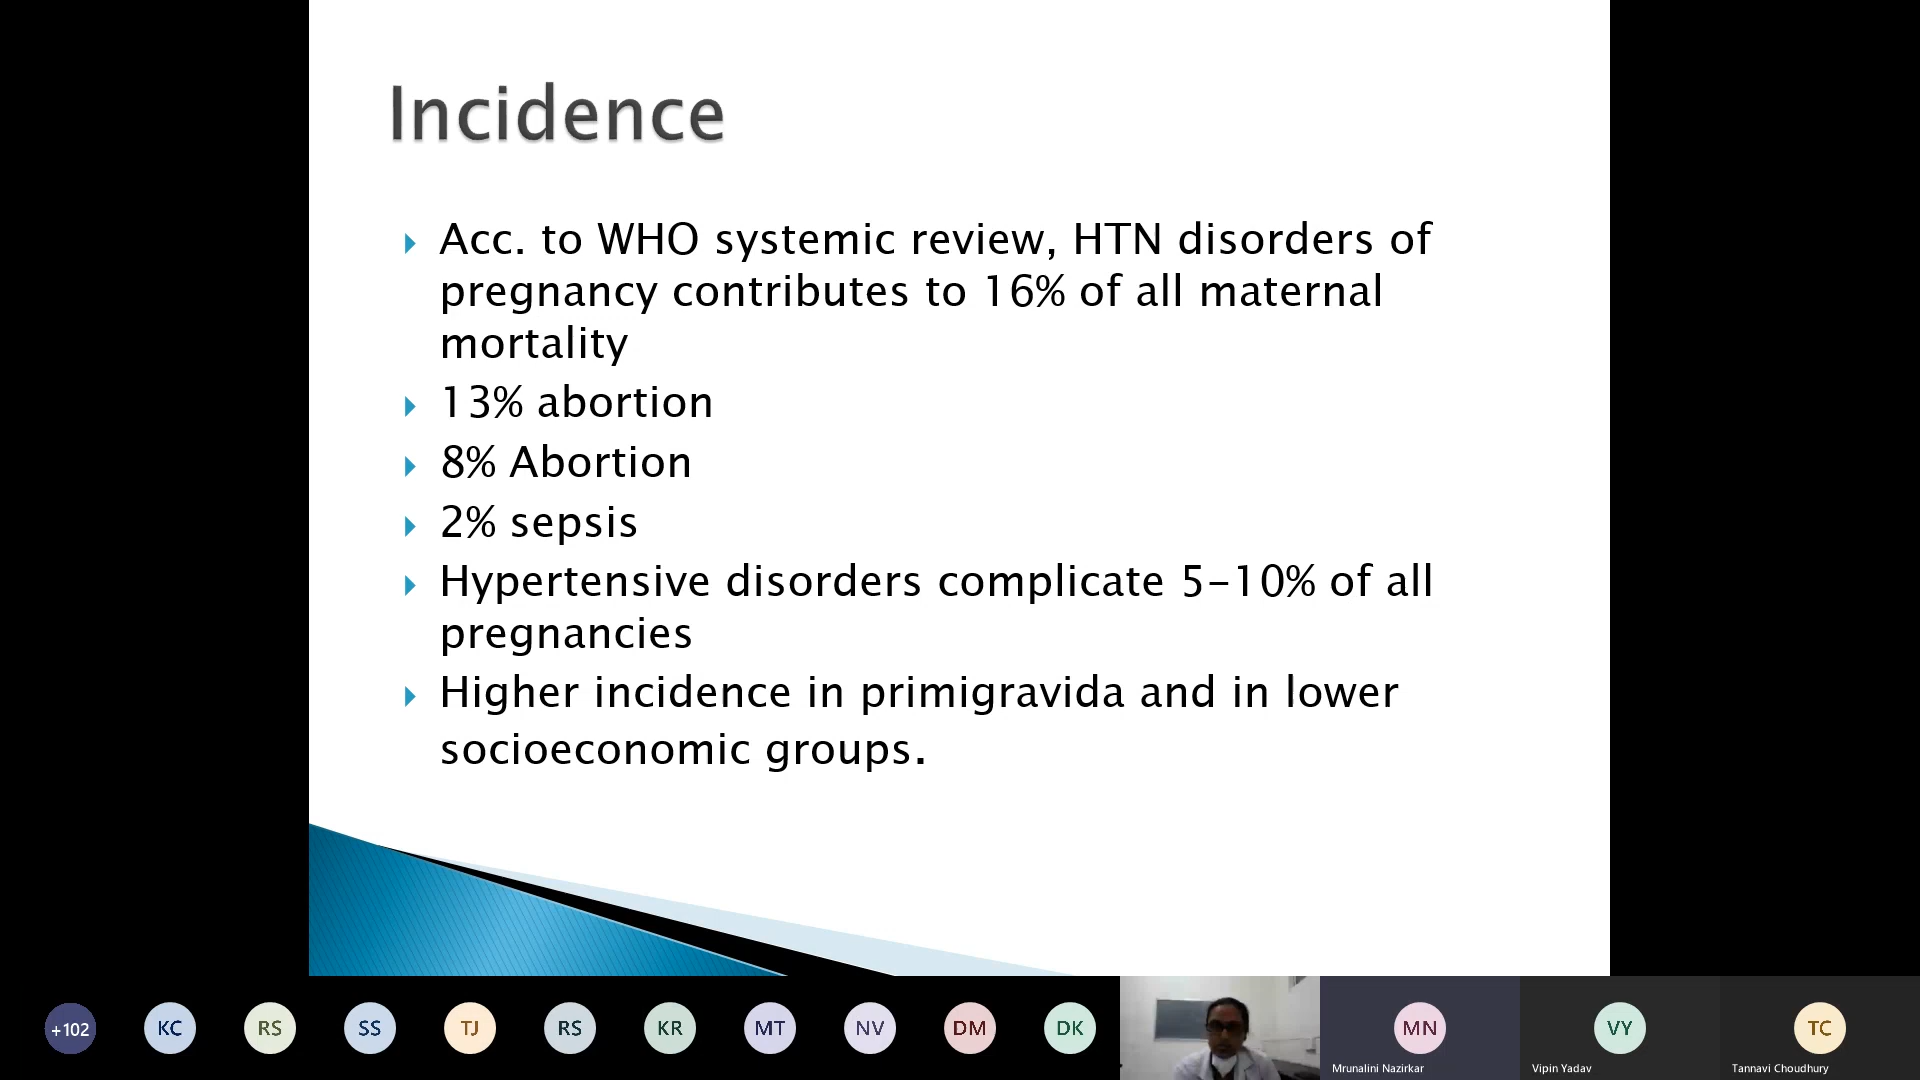 Incidence
Acc. to WHO systemic review, HTN disorders of
pregnancy contributes to 16% of all maternal
mortality
13% abortion
8% Abortion
2% sepsis
Hypertensive disorders complicate 5-10% of all
pregnancies
Higher incidence in primigravida and in lower
socioeconomic groups.
+102
KC
RS
SS
TJ
RS
KR
MT
NV
DM
DK
MN
Mrunalini Nazirkar
VY
Vipin Yadav
TC
Tannavi Choudhury